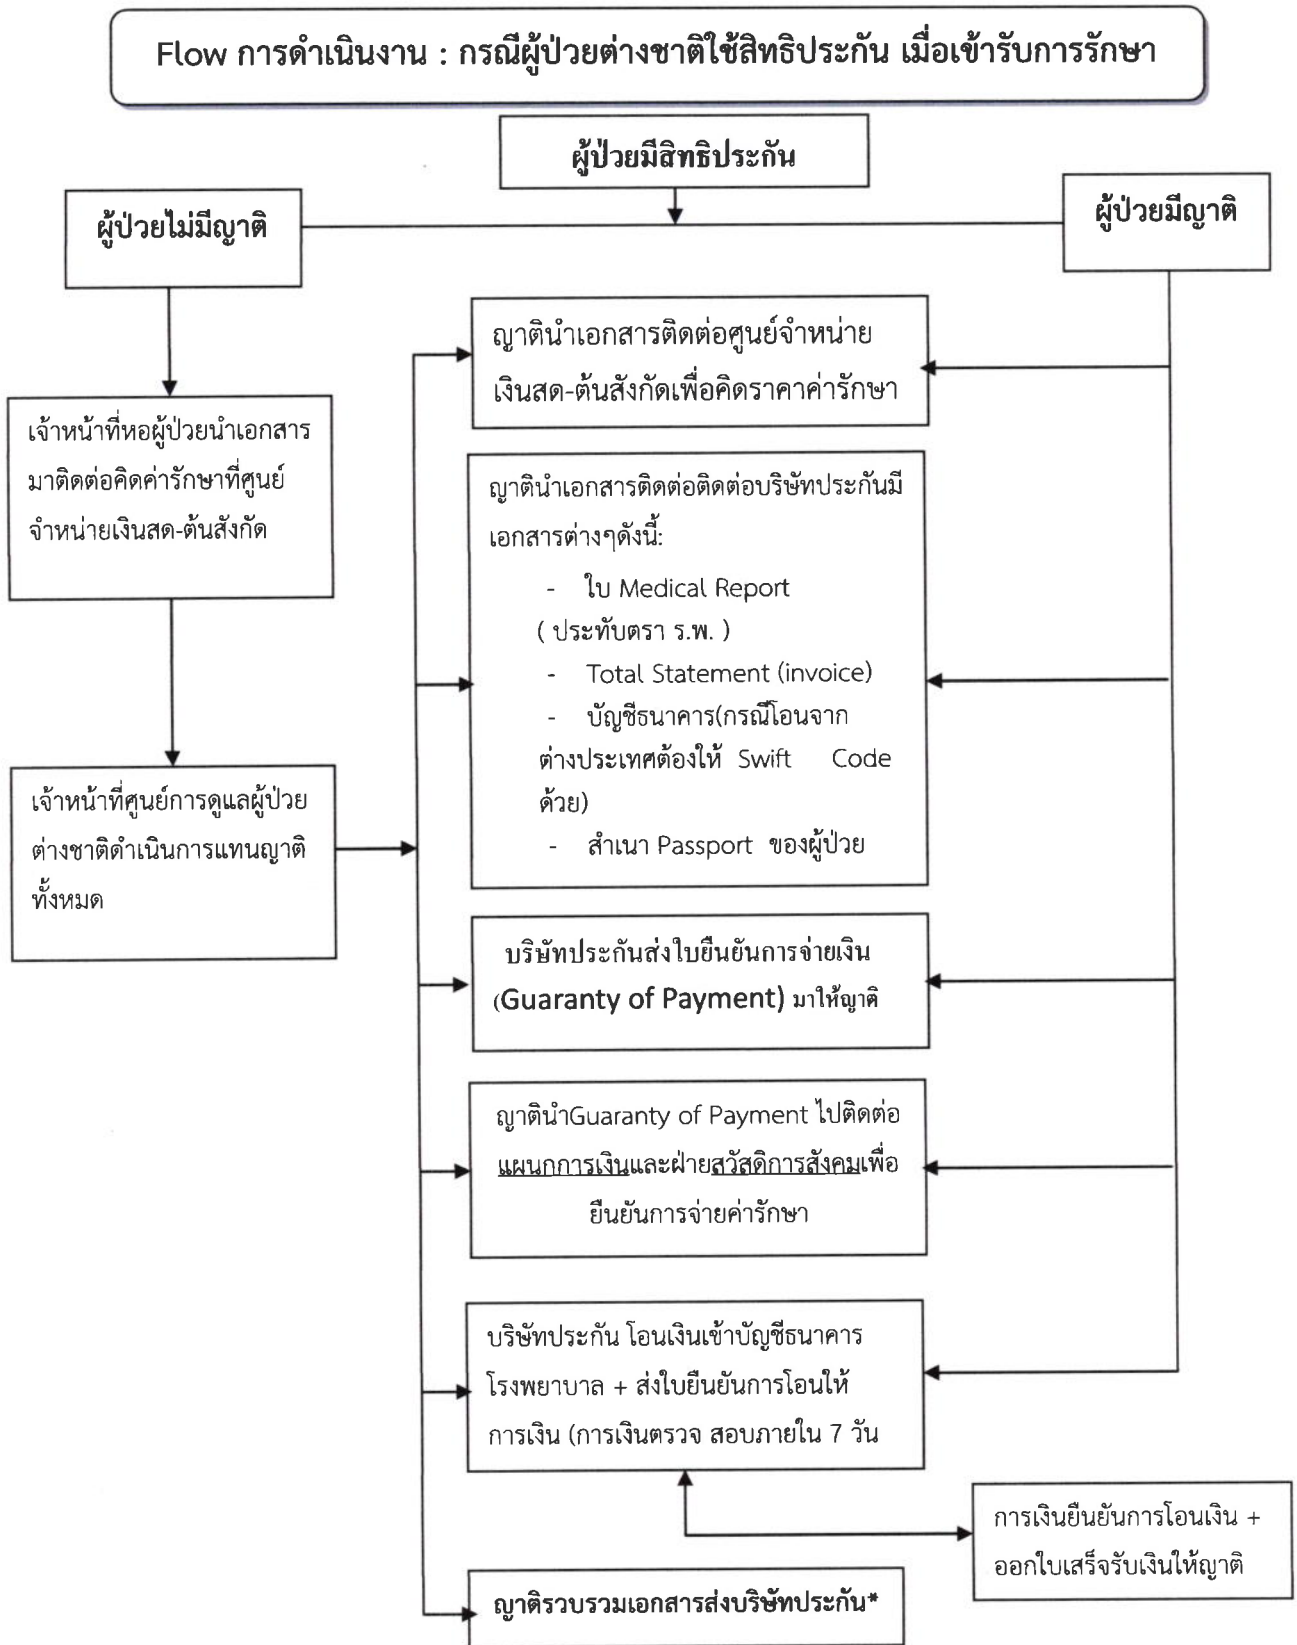 Flow การดำเนินงาน : กรณีผู้ป่วยต่างชาติใช้สิทธิประกัน เมื่อเข้ารับการรักษา
ผู้ป่วยมีสิทธิประกัน
ผู้ป่วยไม่มีญาติ
ผู้ป่วยมีญาติ
ญาตินำเอกสารติดต่อศูนย์จำหน่าย
เงินสด-ต้นสังกัดเพื่อคิดราคาค่ารักษา
เจ้าหน้าที่หอผู้ป่วยนำเอกสาร
มาติดต่อคิดค่ารักษาที่ศูนย์
จำหน่ายเงินสด-ต้นสังกัด
ญาตินำเอกสารติดต่อติดต่อบริษัทประกันมี
เอกสารต่างๆดังนี้:
- ใบ Medical Report
( ประทับตรา ร.พ. )
- Total Statement (invoice)
- บัญชีธนาคาร(กรณีโอนจาก
ต่างประเทศต้องให้ Swift Code
ด้วย)
- สำเนา Passport ของผู้ป่วย
เจ้าหน้าที่ศูนย์การดูแลผู้ป่วย
ต่างชาติดำเนินการแทนญาติ
ทั้งหมด
บริษัทประกันส่งใบยืนยันการจ่ายเงิน
(Guaranty of Payment) มาให้ญาติ
ญาตินำGuaranty of Payment ไปติดต่อ
แผนกการเงินและฝ่ายสวัสดิการสังคมเพื่อ
ยืนยันการจ่ายค่ารักษา
บริษัทประกัน โอนเงินเข้าบัญชีธนาคาร
โรงพยาบาล + ส่งใบยืนยันการโอนให้
การเงิน (การเงินตรวจ สอบภายใน 7 วัน
การเงินยืนยันการโอนเงิน +
ออกใบเสร็จรับเงินให้ญาติ
ญาติรวบรวมเอกสารส่งบริษัทประกัน*